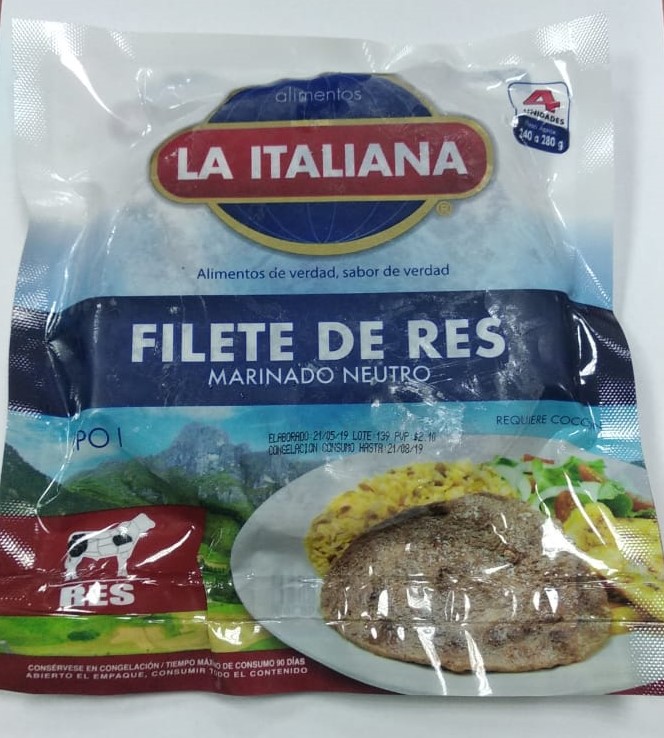 alimentos
LA ITALIANA
®
4
UNIDADES
240 g 280 g
Alimentos de verdad, sabor de verdad
FILETE DE RES
MARINADO NEUTRO
PO I
REQUIERE
ELABORADO:21/05/19 LOTE:139 PVP $2.10
CONGELACION CONSUMO HASTA:21/08/19
RES
CONSÉRVESE EN CONGELACIÓN / TIEMPO DE CONSUMO 90 DÍAS
ABIERTO EL EMPAQUE, CONSUMIR TODO EL CONTENIDO